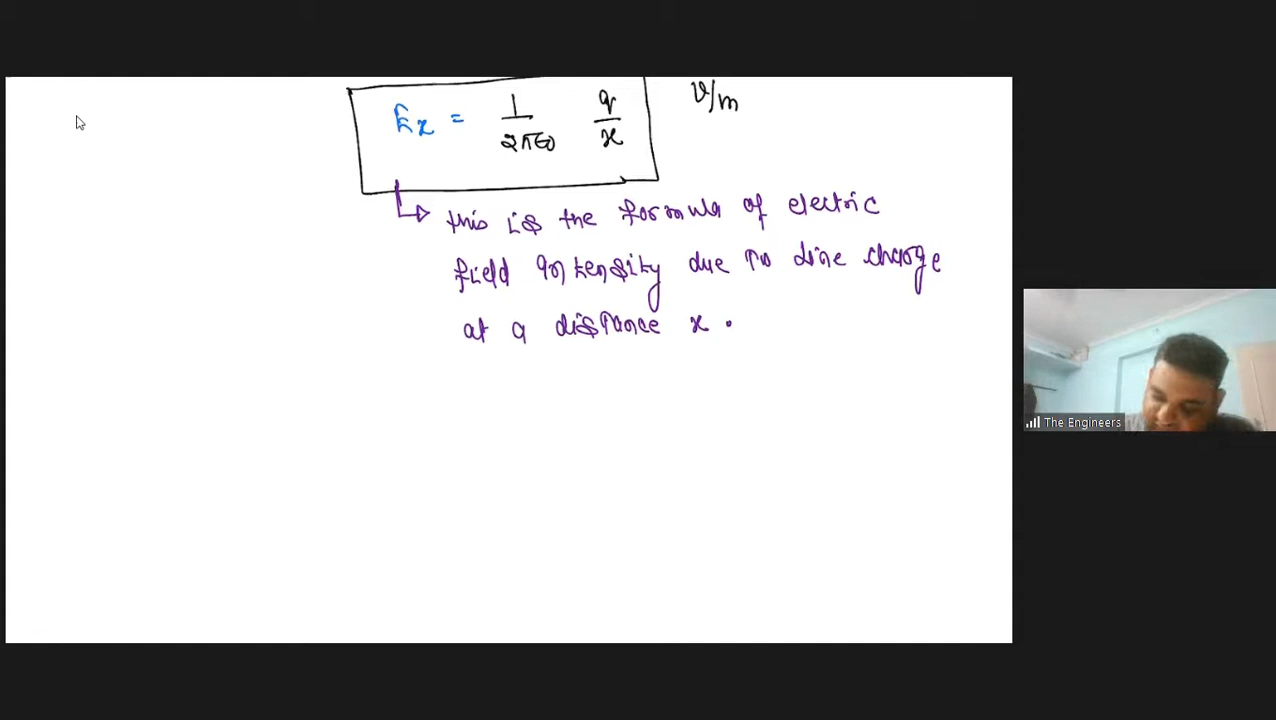 Ex = 1/2πε0 q/x V/m
this is the formula of electric
field intensity due to line charge
at a distance x .
The Engineers